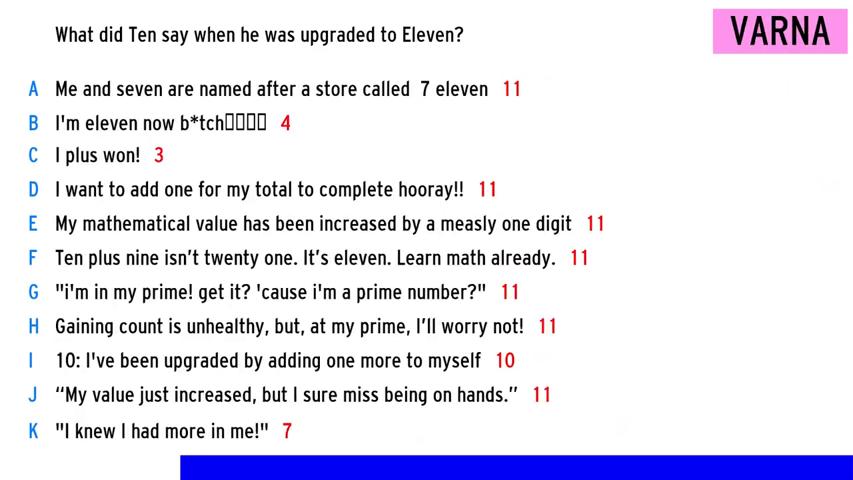 What did Ten say when he was upgraded to Eleven?
VARNA
A Me and seven are named after a store called 7 eleven 11
B I'm eleven now b*tch▯▯▯▯ 4
C I plus won! 3
D I want to add one for my total to complete hooray!! 11
E My mathematical value has been increased by a measly one digit 11
F Ten plus nine isn't twenty one. It's eleven. Learn math already. 11
G "i'm in my prime! get it? 'cause i'm a prime number?" 11
H Gaining count is unhealthy, but, at my prime, I'll worry not! 11
I 10: I've been upgraded by adding one more to myself 10
J “My value just increased, but I sure miss being on hands.” 11
K "I knew I had more in me!" 7